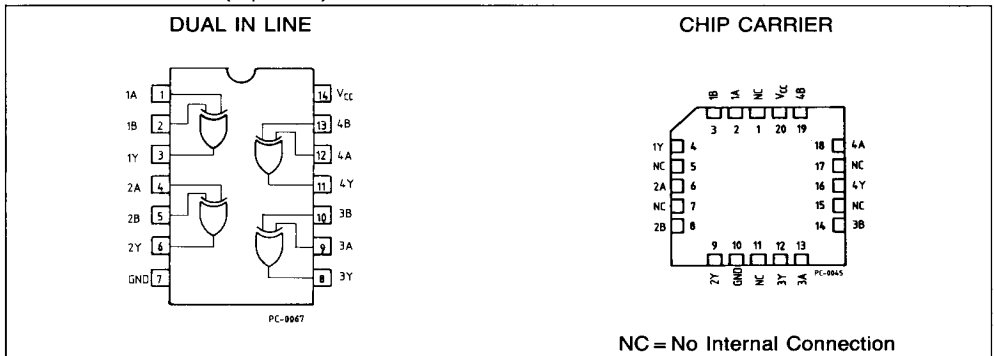 DUAL IN LINE
1A 1
1B 2
1Y 3
2A 4
2B 5
2Y 6
GND 7
14 VCC
13 4B
12 4A
11 4Y
10 3B
9 3A
8 3Y
PC-0067
CHIP CARRIER
1B 1A NC VCC 4B
3 2 1 20 19
1Y 4
NC 5
2A 6
NC 7
2B 8
18 4A
17 NC
16 4Y
15 NC
14 3B
9 10 11 12 13
2Y GND NC 3Y 3A
PC-0045
NC = No Internal Connection